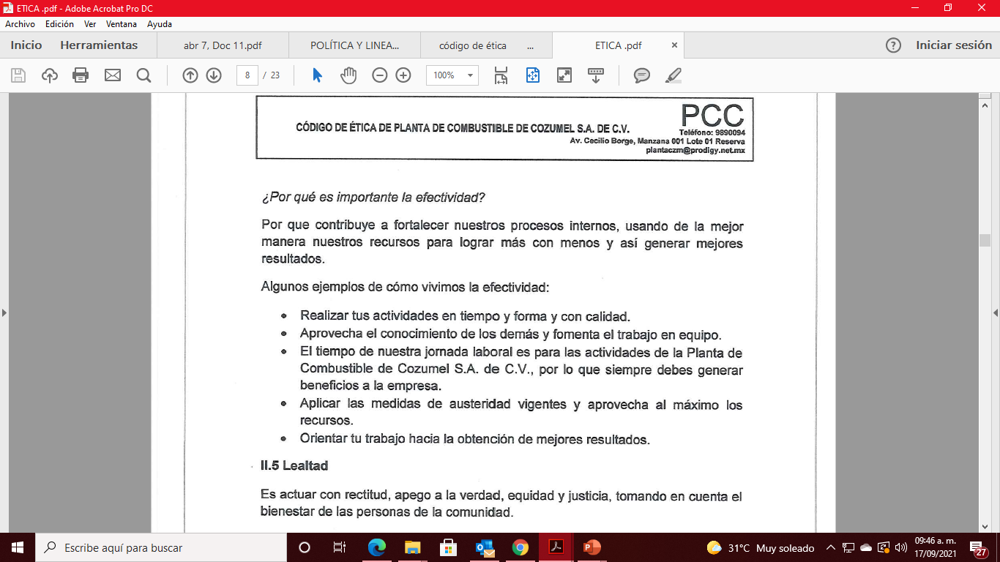 ETICA .pdf - Adobe Acrobat Pro DC
Archivo Edición Ver Ventana Ayuda
Inicio Herramientas abr 7, Doc 11.pdf POLÍTICA Y LINEA... código de ética ... ETICA .pdf × ? Iniciar sesión
8 / 23 100%
CÓDIGO DE ÉTICA DE PLANTA DE COMBUSTIBLE DE COZUMEL S.A. DE C.V.
PCC
Teléfono: 9890094
Av. Cecilio Borge, Manzana 001 Lote 01 Reserva
plantaczm@prodigy.net.mx
¿Por qué es importante la efectividad?
Por que contribuye a fortalecer nuestros procesos internos, usando de la mejor
manera nuestros recursos para lograr más con menos y así generar mejores
resultados.
Algunos ejemplos de cómo vivimos la efectividad:
• Realizar tus actividades en tiempo y forma y con calidad.
• Aprovecha el conocimiento de los demás y fomenta el trabajo en equipo.
• El tiempo de nuestra jornada laboral es para las actividades de la Planta de
Combustible de Cozumel S.A. de C.V., por lo que siempre debes generar
beneficios a la empresa.
• Aplicar las medidas de austeridad vigentes y aprovecha al máximo los
recursos.
• Orientar tu trabajo hacia la obtención de mejores resultados.
II.5 Lealtad
Es actuar con rectitud, apego a la verdad, equidad y justicia, tomando en cuenta el
bienestar de las personas de la comunidad.
Escribe aquí para buscar
31°C Muy soleado
09:46 a. m.
17/09/2021
27